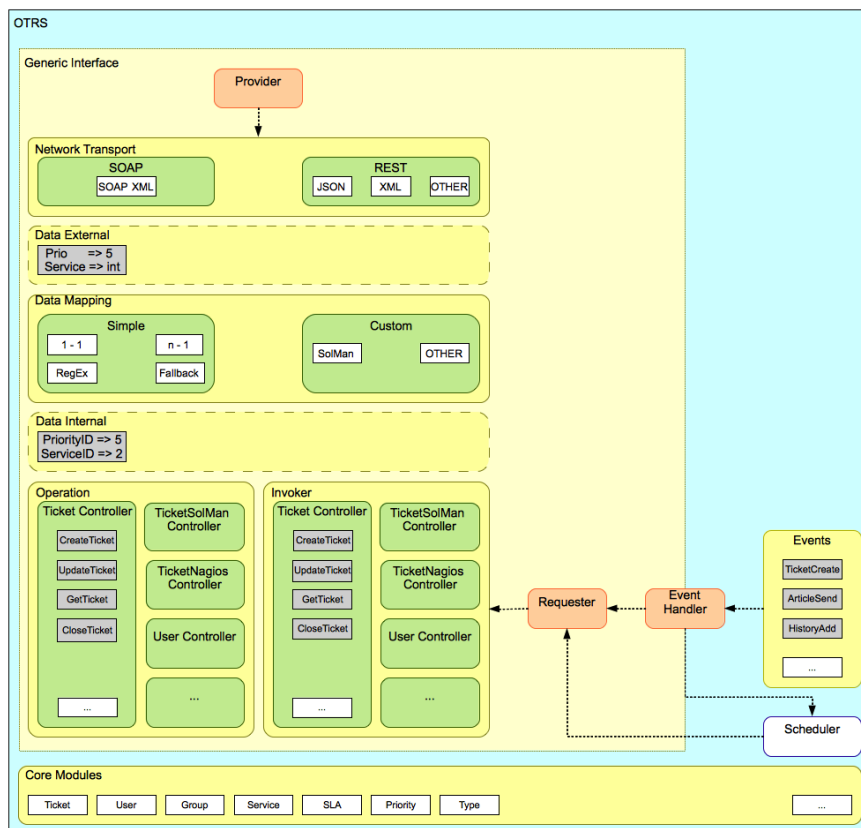 OTRS
Generic Interface
Provider
Network Transport
SOAP
SOAP XML
REST
JSON
XML
OTHER
Data External
Prio => 5
Service => int
Data Mapping
Simple
1 - 1
n - 1
RegEx
Fallback
Custom
SolMan
OTHER
Data Internal
PriorityID => 5
ServiceID => 2
Operation
Ticket Controller
CreateTicket
UpdateTicket
GetTicket
CloseTicket
...
TicketSolMan
Controller
TicketNagios
Controller
User Controller
...
Invoker
Ticket Controller
CreateTicket
UpdateTicket
GetTicket
CloseTicket
...
TicketSolMan
Controller
TicketNagios
Controller
User Controller
...
Requester
Event
Handler
Events
TicketCreate
ArticleSend
HistoryAdd
...
Scheduler
Core Modules
Ticket
User
Group
Service
SLA
Priority
Type
...